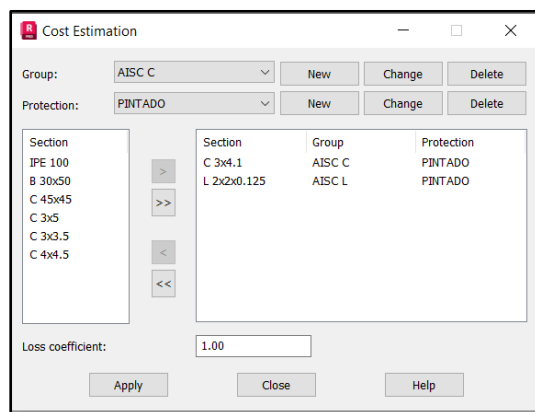 Cost Estimation
Group: AISC C New Change Delete
Protection: PINTADO New Change Delete
Section Section Group Protection
IPE 100 C 3x4.1 AISC C PINTADO
B 30x50 L 2x2x0.125 AISC L PINTADO
C 45x45
C 3x5
C 3x3.5
C 4x4.5
>
>>
<
<<
Loss coefficient: 1.00
Apply Close Help